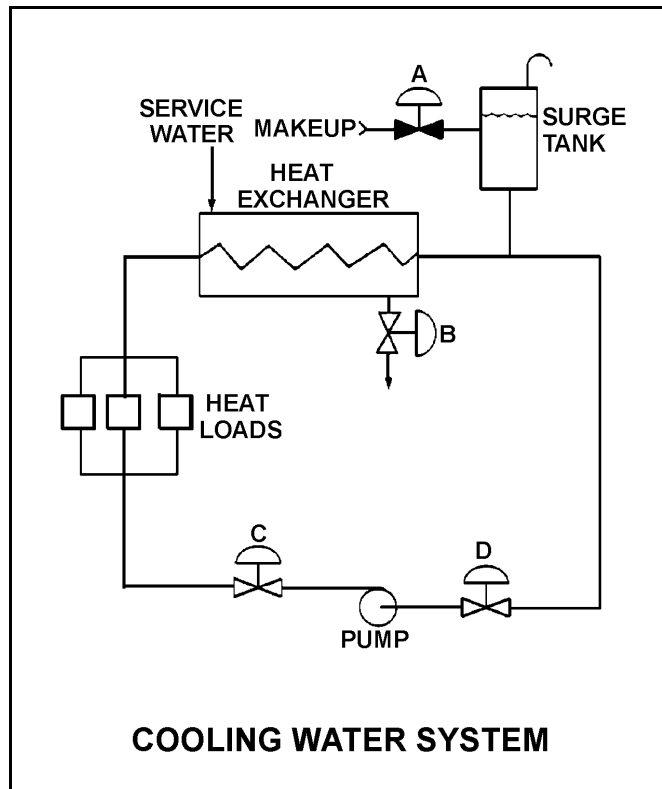 A
SERVICE
WATER
MAKEUP
SURGE
TANK
HEAT
EXCHANGER
B
HEAT
LOADS
C
D
PUMP
COOLING WATER SYSTEM